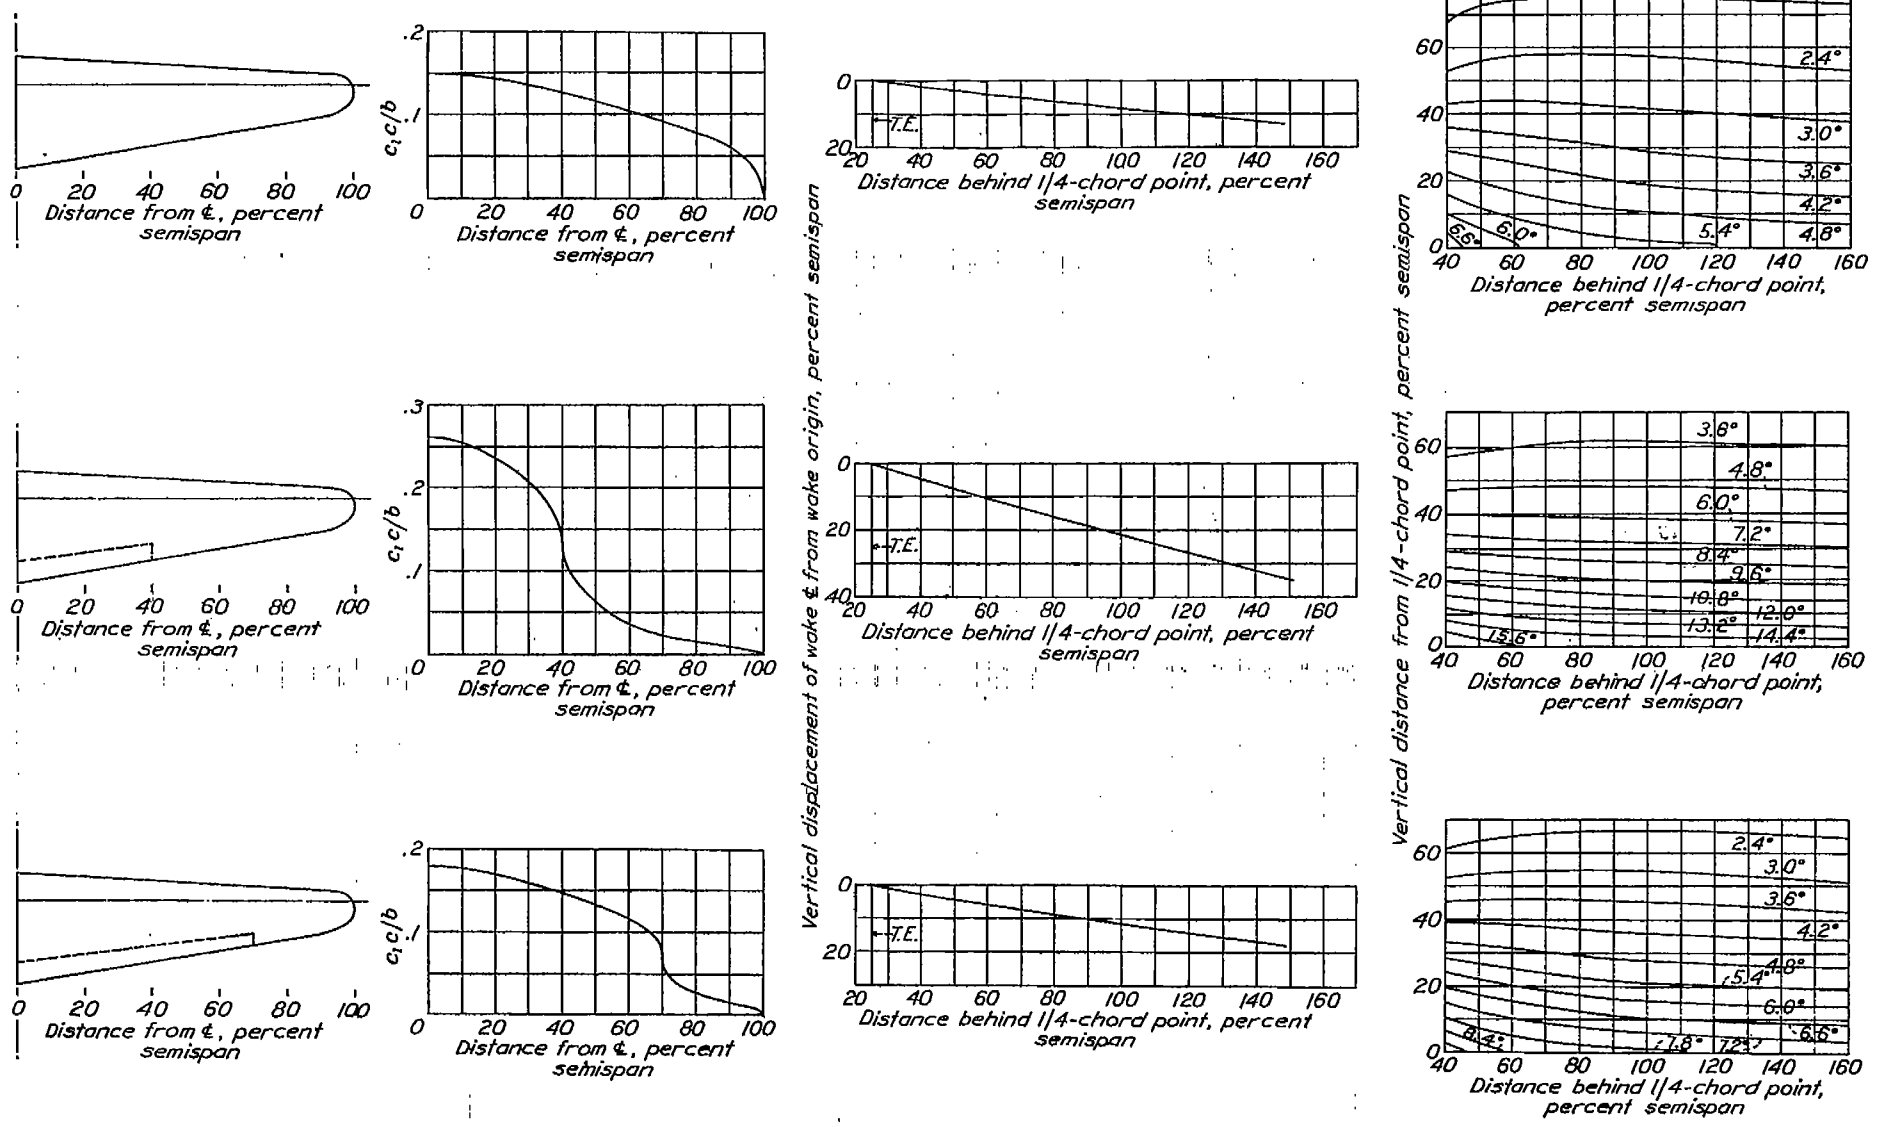 0 20 40 60 80 100
Distance from ℄, percent
semispan
.2
.1
0 20 40 60 80 100
c_l c/b
Distance from ℄, percent
semispan
0
20
T.E.
20 40 60 80 100 120 140 160
Distance behind 1/4-chord point, percent
semispan
60
40
20
0
2.4°
3.0°
3.6°
4.2°
4.8°
5.4°
6.0°
6.6°
40 60 80 100 120 140 160
Distance behind 1/4-chord point,
percent semispan
0 20 40 60 80 100
Distance from ℄, percent
semispan
.3
.2
.1
0 20 40 60 80 100
c_l c/b
Distance from ℄, percent
semispan
Vertical displacement of wake ℄ from wake origin, percent semispan
0
20
40
T.E.
20 40 60 80 100 120 140 160
Distance behind 1/4-chord point, percent
semispan
Vertical distance from 1/4-chord point, percent semispan
60
40
20
0
3.6°
4.8°
6.0°
7.2°
8.4°
9.6°
10.8°
12.0°
13.2°
14.4°
15.6°
40 60 80 100 120 140 160
Distance behind 1/4-chord point,
percent semispan
0 20 40 60 80 100
Distance from ℄, percent
semispan
.2
.1
0 20 40 60 80 100
c_l c/b
Distance from ℄, percent
semispan
0
20
T.E.
20 40 60 80 100 120 140 160
Distance behind 1/4-chord point, percent
semispan
60
40
20
0
2.4°
3.0°
3.6°
4.2°
4.8°
5.4°
6.0°
6.6°
7.2°
7.8°
8.4°
40 60 80 100 120 140 160
Distance behind 1/4-chord point,
percent semispan